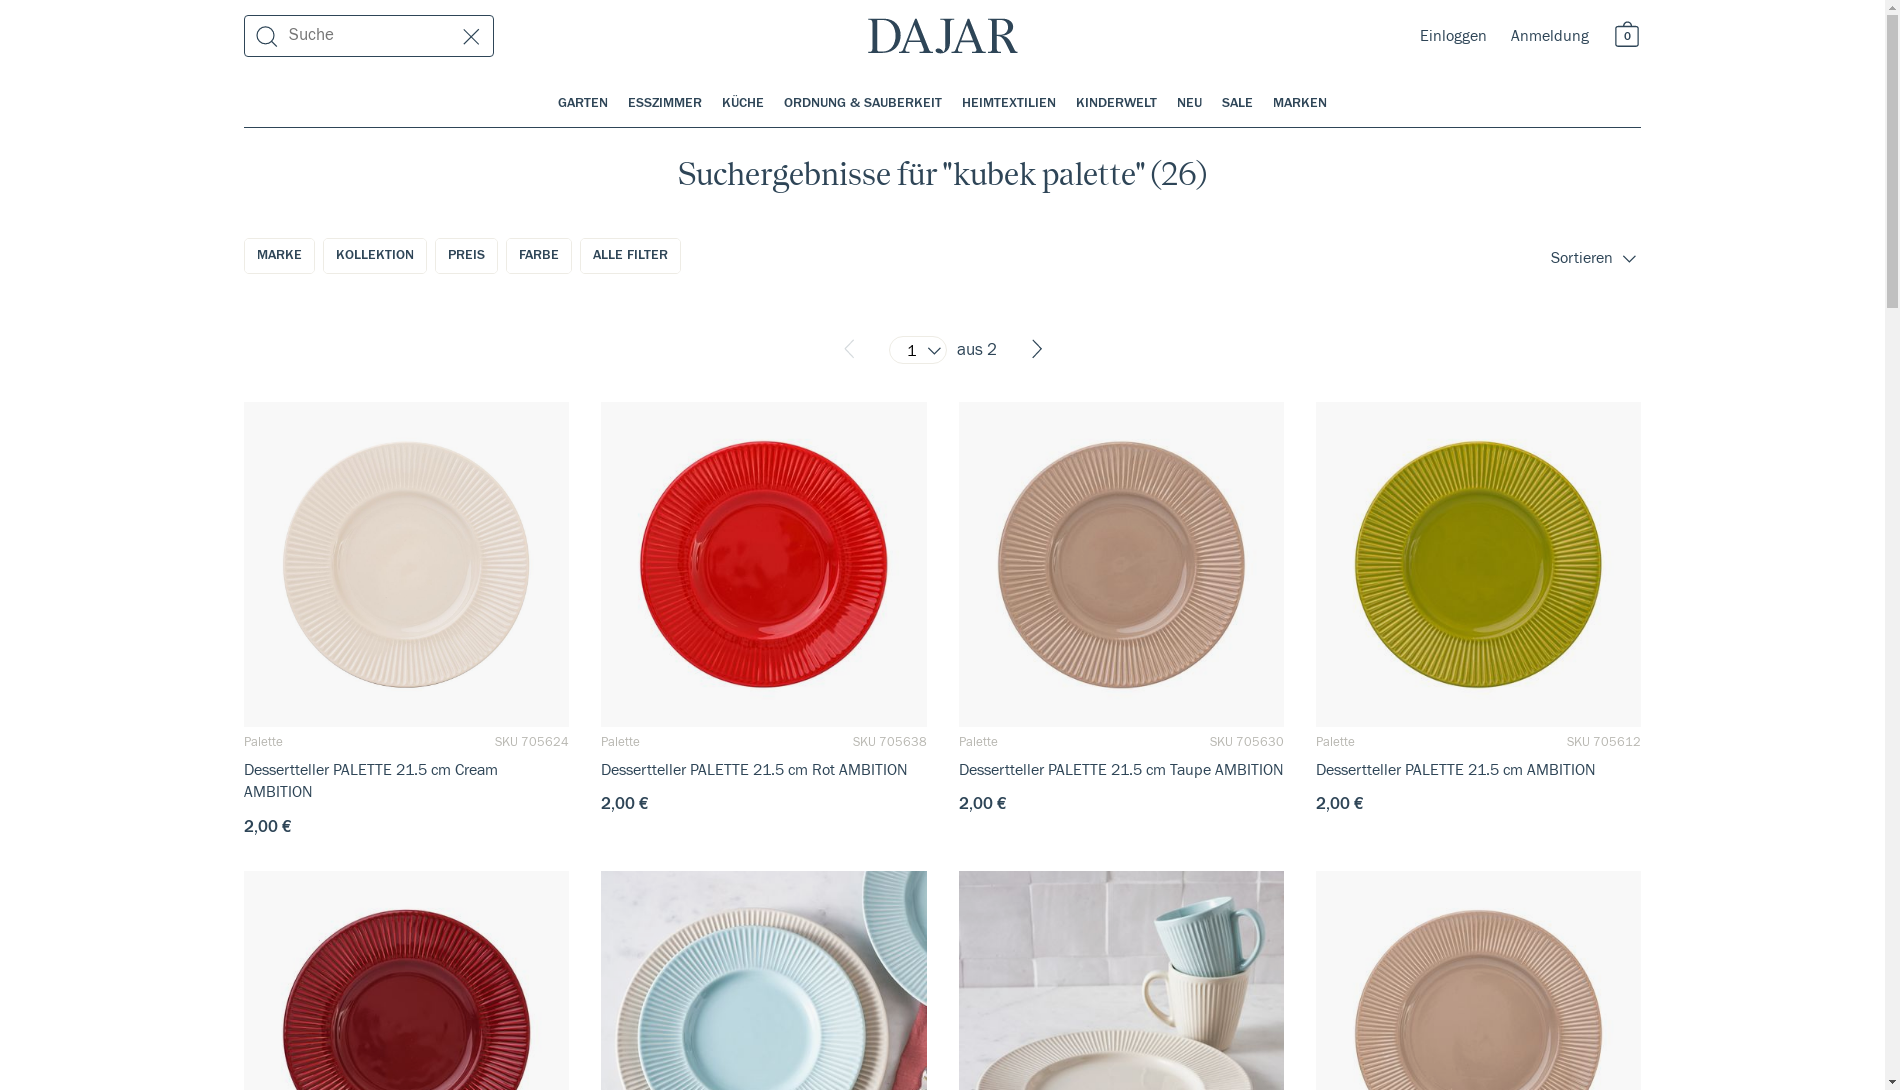 Suche
DAJAR
Einloggen
Anmeldung
0
GARTEN
ESSZIMMER
KÜCHE
ORDNUNG & SAUBERKEIT
HEIMTEXTILIEN
KINDERWELT
NEU
SALE
MARKEN
Suchergebnisse für "kubek palette" (26)
MARKE
KOLLEKTION
PREIS
FARBE
ALLE FILTER
Sortieren
1
aus 2
Palette
SKU 705624
Dessertteller PALETTE 21.5 cm Cream
AMBITION
2,00 €
Palette
SKU 705638
Dessertteller PALETTE 21.5 cm Rot AMBITION
2,00 €
Palette
SKU 705630
Dessertteller PALETTE 21.5 cm Taupe AMBITION
2,00 €
Palette
SKU 705612
Dessertteller PALETTE 21.5 cm AMBITION
2,00 €